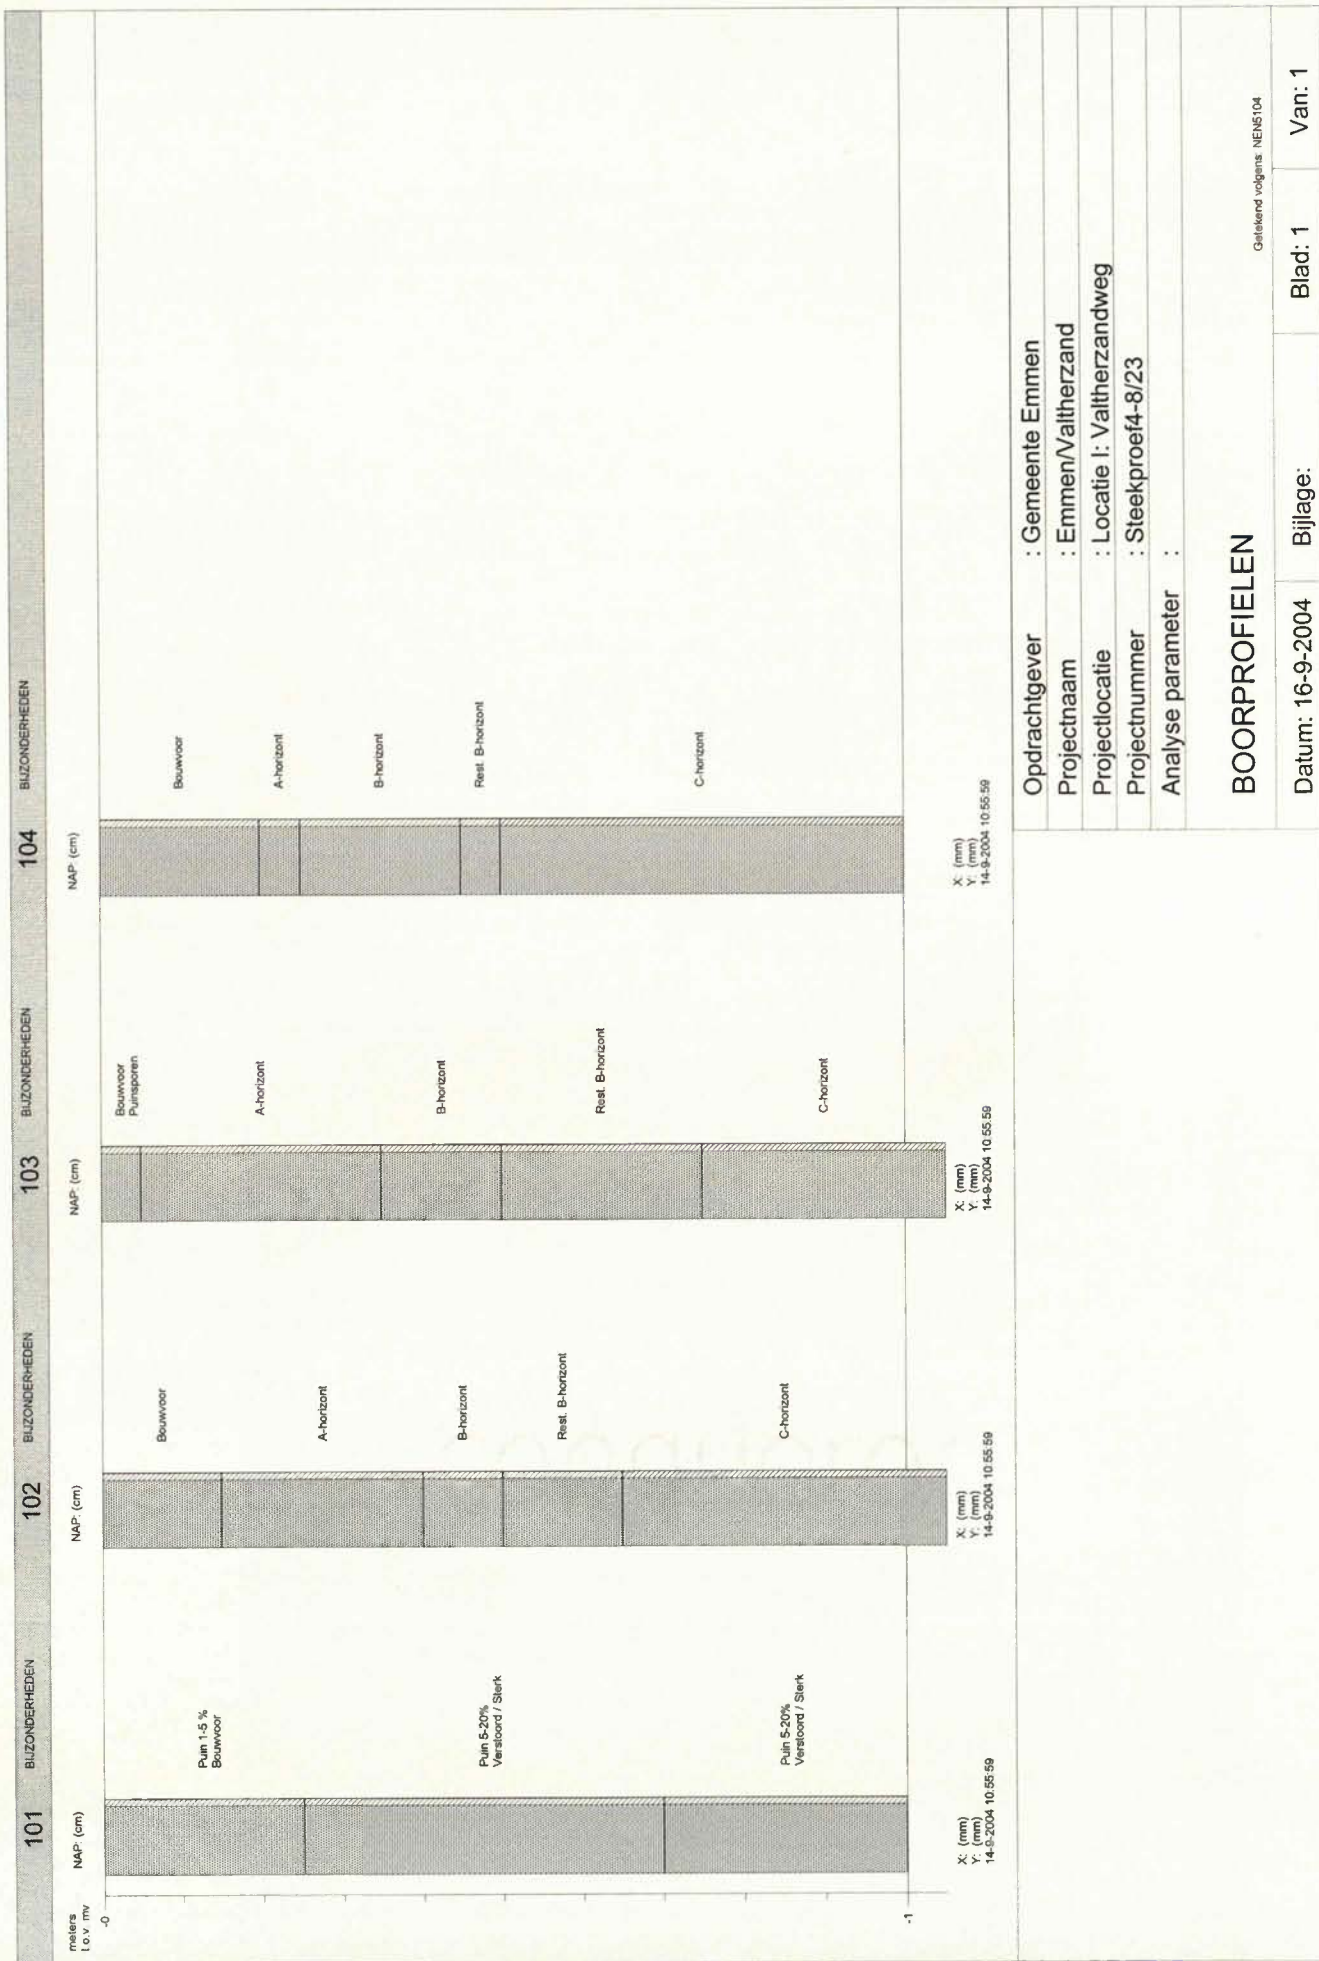 101 BIJZONDERHEDEN 102 BIJZONDERHEDEN 103 BIJZONDERHEDEN 104 BIJZONDERHEDEN
meters
t.o.v. mv
NAP: (cm) NAP: (cm) NAP: (cm) NAP: (cm)
-0
-1
Puin 1-5 %
Bouwvoor
Puin 5-20%
Verstoord / Sterk
Puin 5-20%
Verstoord / Sterk
X: (mm)
Y: (mm)
14-9-2004 10:55:59
Bouwvoor
A-horizont
B-horizont
Rest. B-horizont
C-horizont
X: (mm)
Y: (mm)
14-9-2004 10:55:59
Bouwvoor
Puinsporen
A-horizont
B-horizont
Rest. B-horizont
C-horizont
X: (mm)
Y: (mm)
14-9-2004 10:55:59
Bouwvoor
A-horizont
B-horizont
Rest. B-horizont
C-horizont
X: (mm)
Y: (mm)
14-9-2004 10:55:59
Opdrachtgever : Gemeente Emmen
Projectnaam : Emmen/Valtherzand
Projectlocatie : Locatie I: Valtherzandweg
Projectnummer : Steekproef4-8/23
Analyse parameter :
BOORPROFIELEN
Getekend volgens: NEN5104
Datum: 16-9-2004 Bijlage: Blad: 1 Van: 1